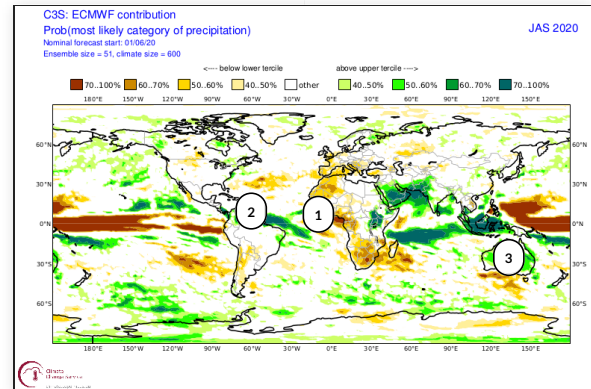 C3S: ECMWF contribution
Prob(most likely category of precipitation)
JAS 2020
Nominal forecast start: 01/06/20
Ensemble size = 51, climate size = 600
<---- below lower tercile above upper tercile ---->
70..100% 60..70% 50..60% 40..50% other 40..50% 50..60% 60..70% 70..100%
180°E 150°W 120°W 90°W 60°W 30°W 0°E 30°E 60°E 90°E 120°E 150°E
60°N 60°N
30°N 30°N
2 1
0°N 0°N
3
30°S 30°S
60°S 60°S
180°E 150°W 120°W 90°W 60°W 30°W 0°E 30°E 60°E 90°E 120°E 150°E
Climate